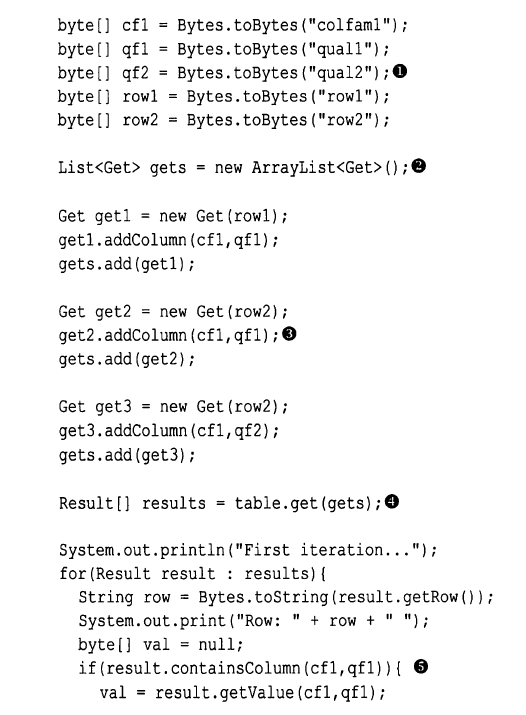 byte[] cf1 = Bytes.toBytes("colfam1");
byte[] qf1 = Bytes.toBytes("qual1");
byte[] qf2 = Bytes.toBytes("qual2");❶
byte[] row1 = Bytes.toBytes("row1");
byte[] row2 = Bytes.toBytes("row2");

List<Get> gets = new ArrayList<Get>();❷

Get get1 = new Get(row1);
get1.addColumn(cf1,qf1);
gets.add(get1);

Get get2 = new Get(row2);
get2.addColumn(cf1,qf1);❸
gets.add(get2);

Get get3 = new Get(row2);
get3.addColumn(cf1,qf2);
gets.add(get3);

Result[] results = table.get(gets);❹

System.out.println("First iteration...");
for(Result result : results){
  String row = Bytes.toString(result.getRow());
  System.out.print("Row: " + row + " ");
  byte[] val = null;
  if(result.containsColumn(cf1,qf1)){ ❺
    val = result.getValue(cf1,qf1);